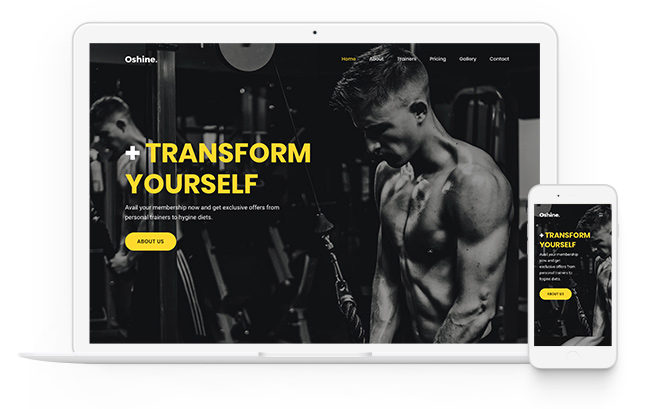 Oshine.
Home About Trainers Pricing Gallery Contact
+ TRANSFORM
YOURSELF
Avail your membership now and get exclusive offers from
personal trainers to hygine diets.
ABOUT US
Oshine.
+ TRANSFORM
YOURSELF
Avail your membership
now and get
exclusive offers from
personal trainers to
hygine diets.
ABOUT US